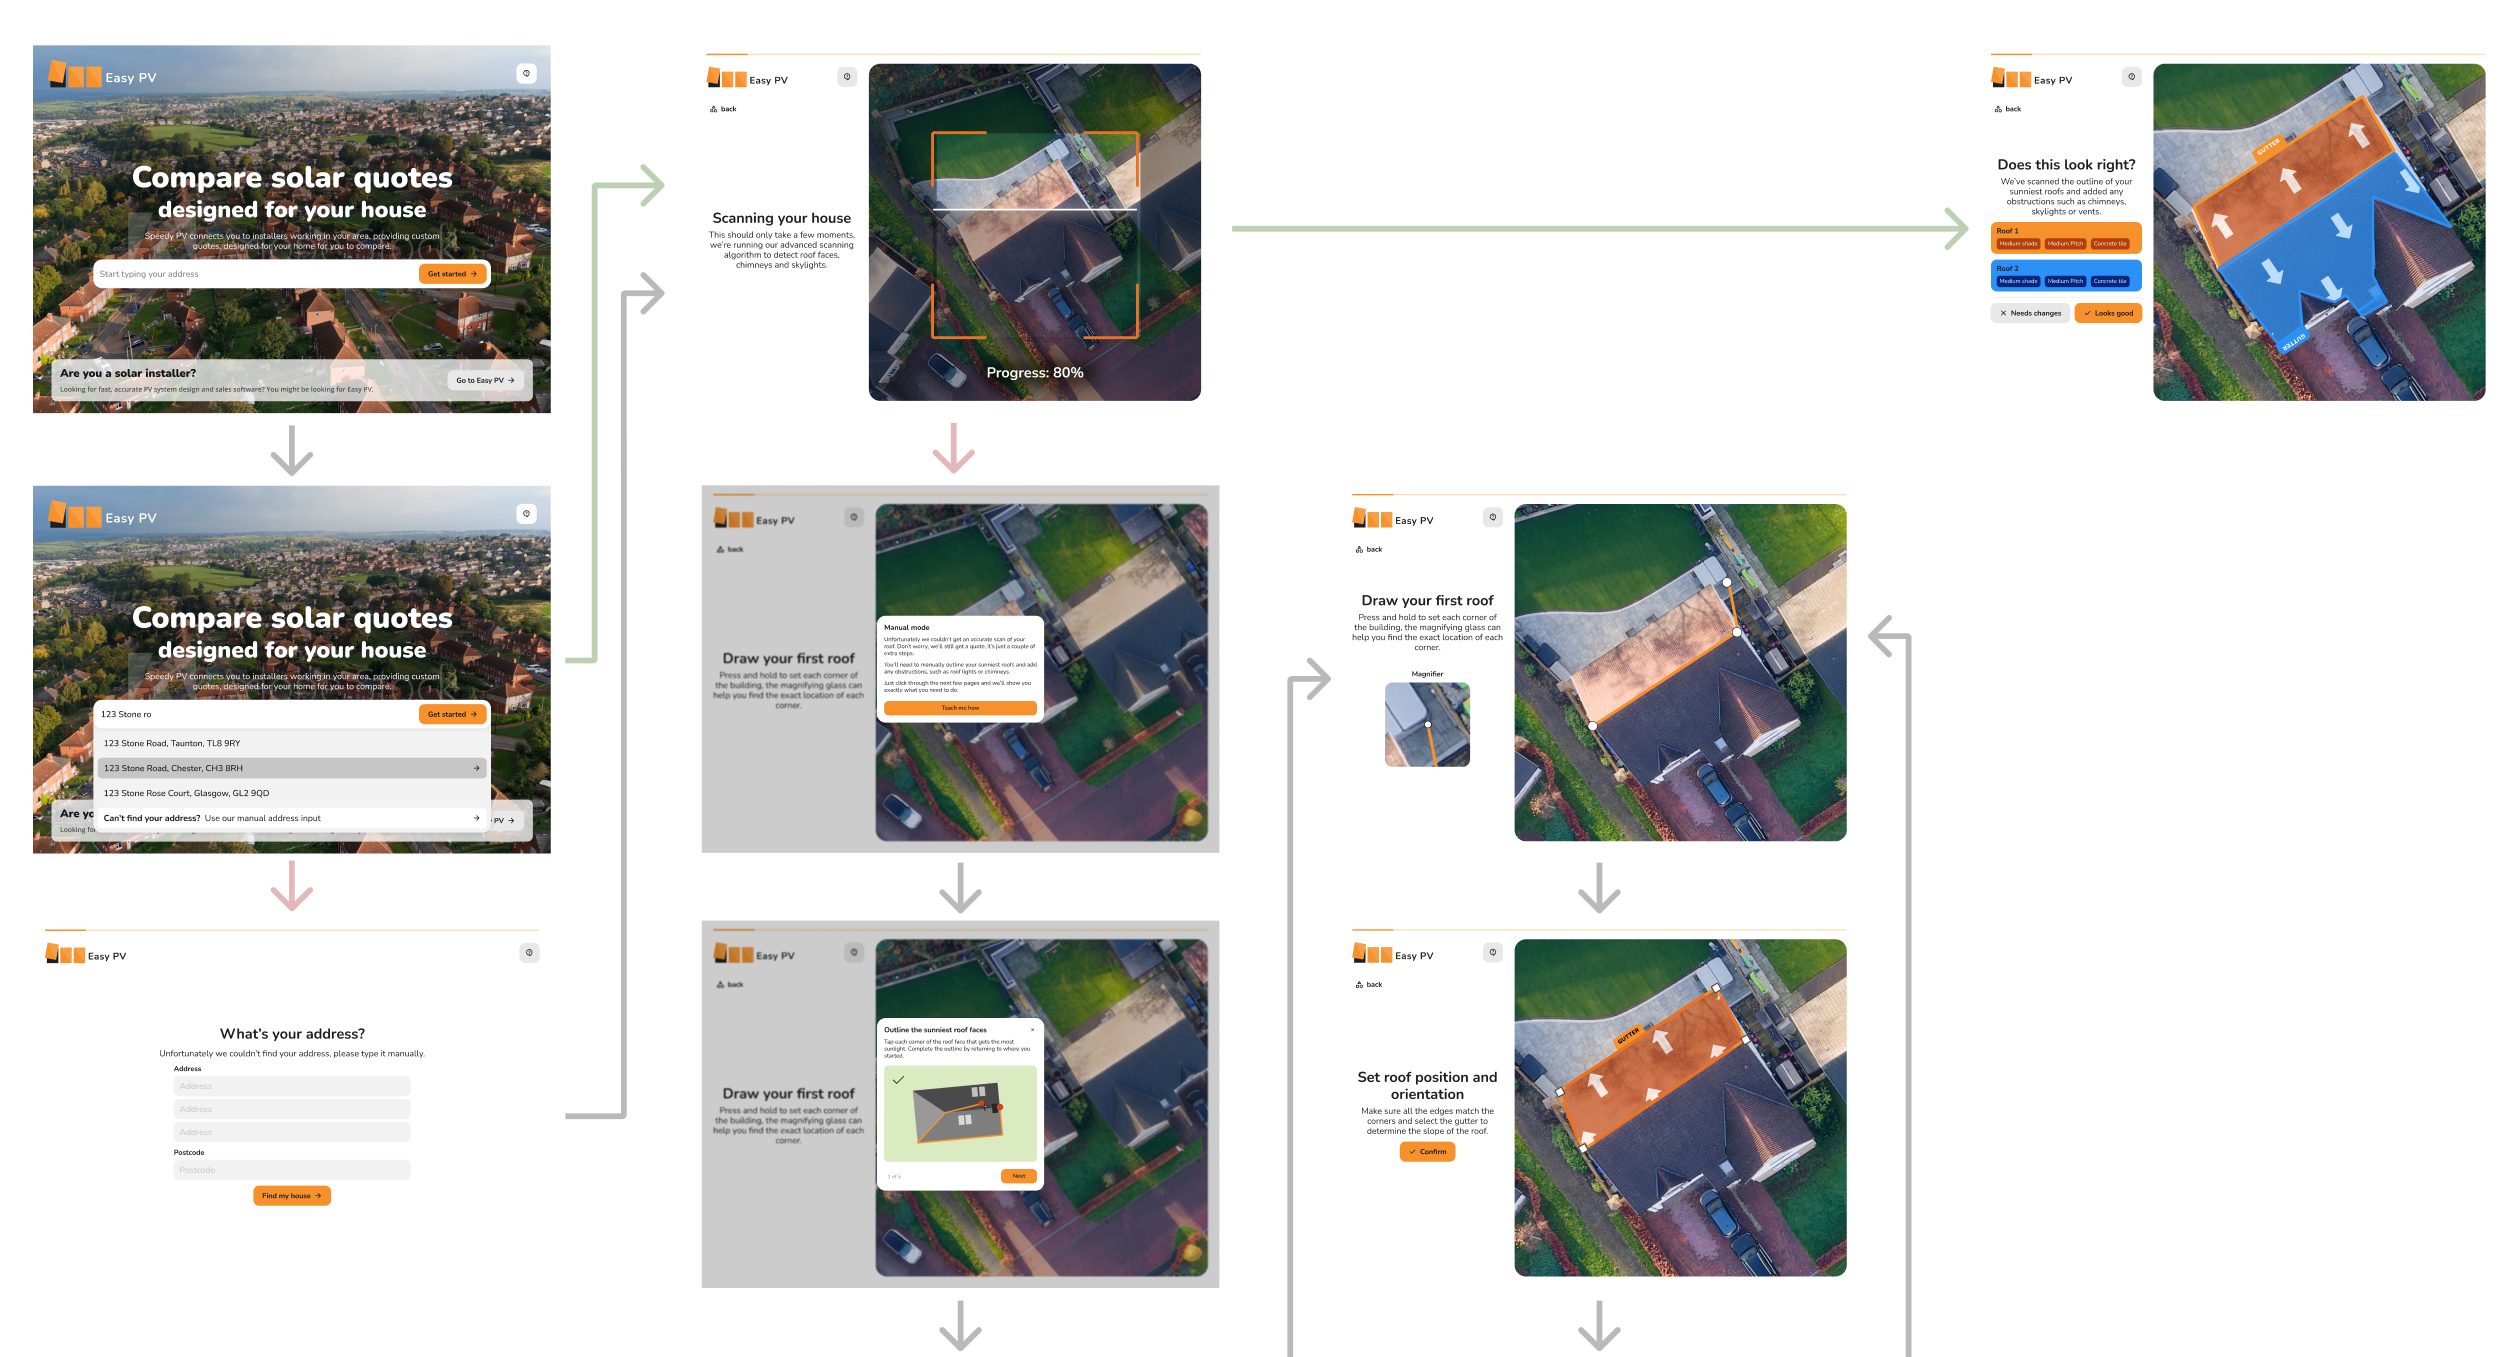 Easy PV
Compare solar quotes
designed for your house
Speedy PV connects you to installers working in your area, providing custom
quotes, designed for your home for you to compare.
Start typing your address
Get started
Are you a solar installer?
Looking for fast, accurate PV system design and sales software? You might be looking for Easy PV.
Go to Easy PV
Easy PV
Compare solar quotes
designed for your house
Speedy PV connects you to installers working in your area, providing custom
quotes, designed for your home for you to compare.
123 Stone ro
Get started
123 Stone Road, Taunton, TL8 9RY
123 Stone Road, Chester, CH3 8RH
123 Stone Rose Court, Glasgow, GL2 9QD
Can't find your address? Use our manual address input
Are yo
Looking for
PV
Easy PV
What's your address?
Unfortunately we couldn't find your address, please type it manually.
Address
Address
Address
Address
Postcode
Postcode
Find my house
Easy PV
back
Scanning your house
This should only take a few moments,
we're running our advanced scanning
algorithm to detect roof faces,
chimneys and skylights.
Progress: 80%
Easy PV
back
Draw your first roof
Press and hold to set each corner of
the building, the magnifying glass can
help you find the exact location of each
corner.
Manual mode
Unfortunately we couldn't get an accurate scan of your
roof. Don't worry, we'll still get a quote, it's just a couple of
extra steps.
You'll need to manually outline your sunniest roofs and add
any obstructions, such as roof lights or chimneys.
Just click through the next few pages and we'll show you
exactly what you need to do.
Teach me how
Easy PV
back
Draw your first roof
Press and hold to set each corner of
the building, the magnifying glass can
help you find the exact location of each
corner.
Outline the sunniest roof faces
Tap each corner of the roof face that gets the most
sunlight. Complete the outline by returning to where you
started.
1 of 5
Next
Easy PV
back
Draw your first roof
Press and hold to set each corner of
the building, the magnifying glass can
help you find the exact location of each
corner.
Magnifier
Easy PV
back
Set roof position and
orientation
Make sure all the edges match the
corners and select the gutter to
determine the slope of the roof.
Confirm
GUTTER
Easy PV
back
Does this look right?
We've scanned the outline of your
sunniest roofs and added any
obstructions such as chimneys,
skylights or vents.
Roof 1
Medium shade Medium Pitch Concrete tile
Roof 2
Medium shade Medium Pitch Concrete tile
Needs changes
Looks good
GUTTER
GUTTER